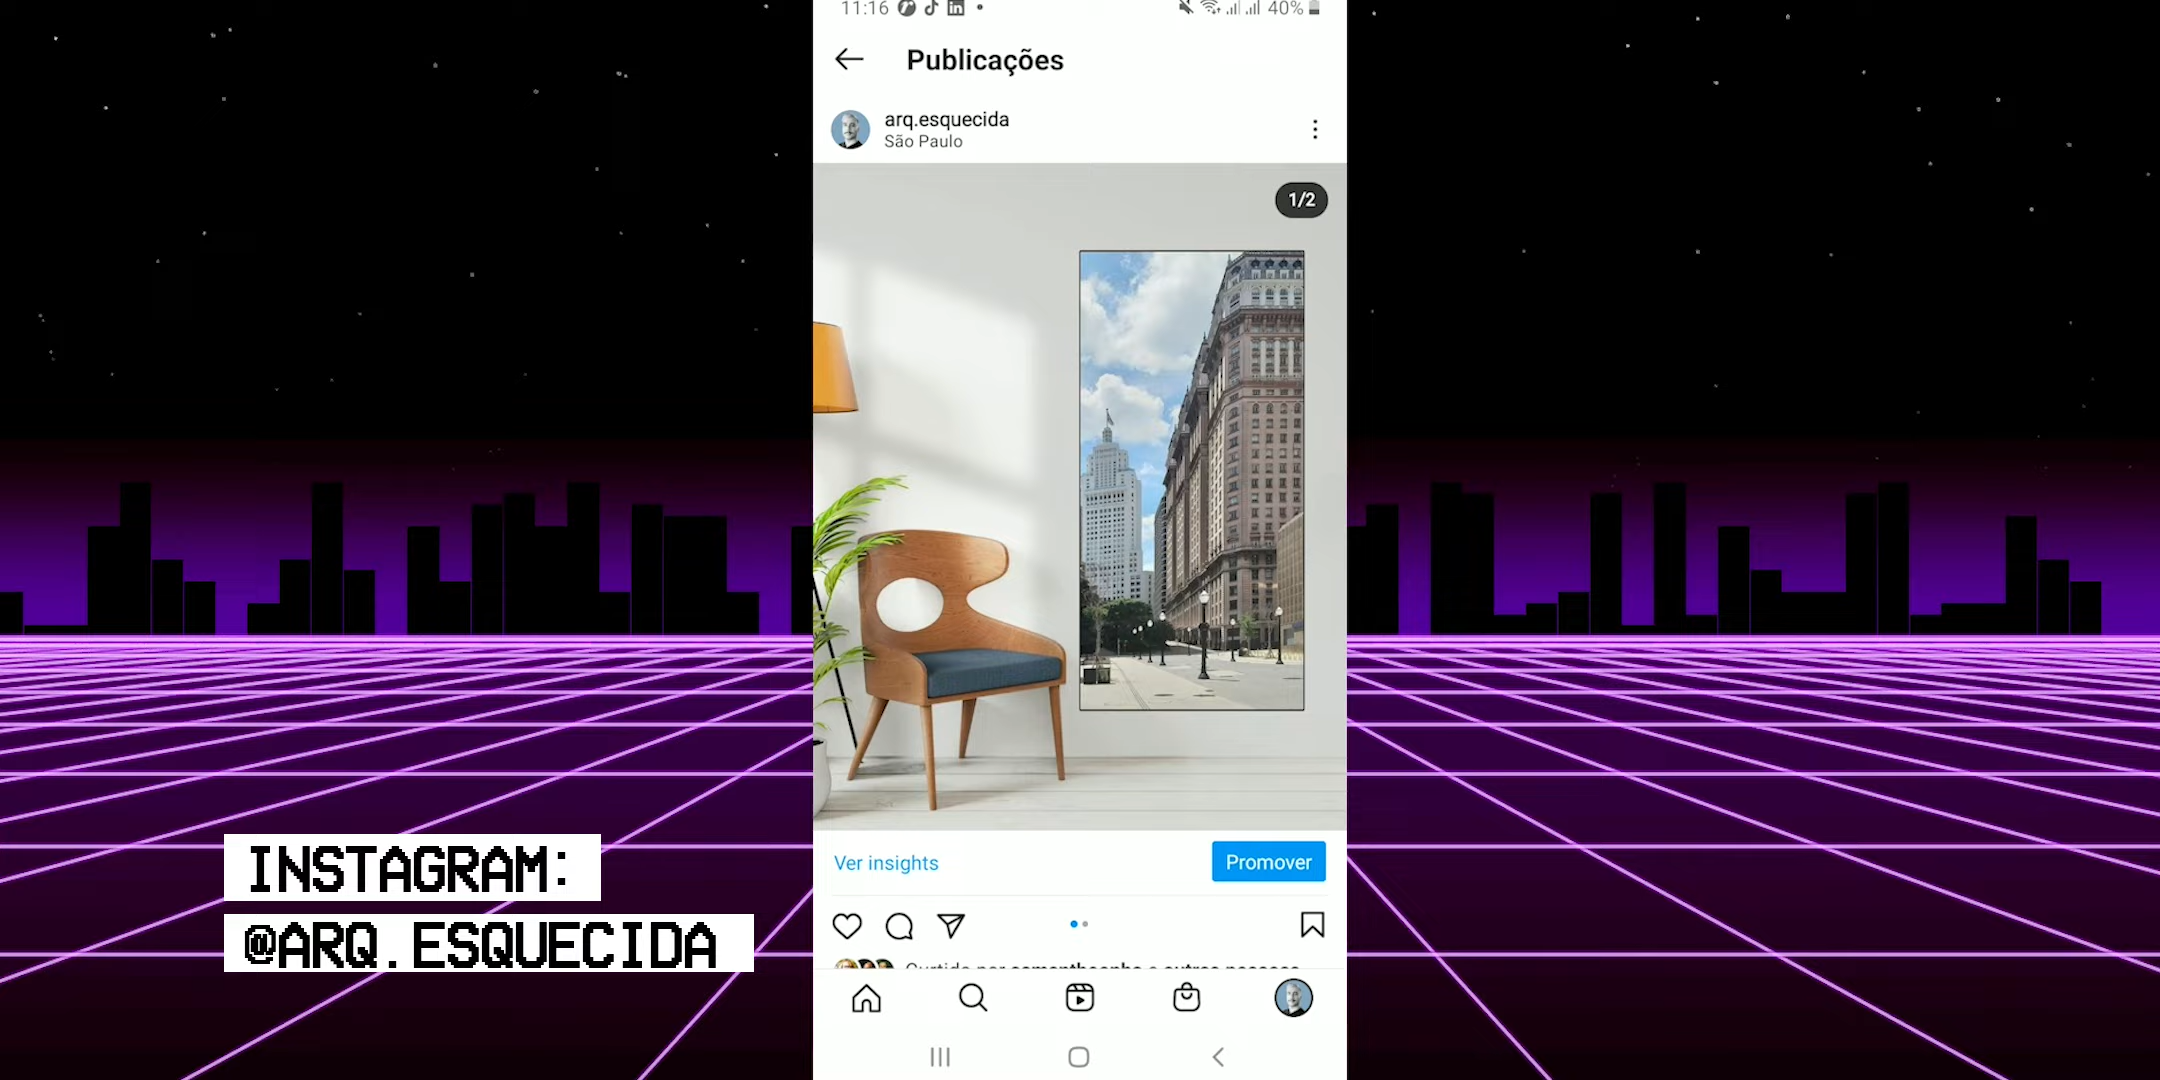 11:16
40%
Publicações
arq.esquecida
São Paulo
1/2
Ver insights
Promover
INSTAGRAM:
@ARQ.ESQUECIDA